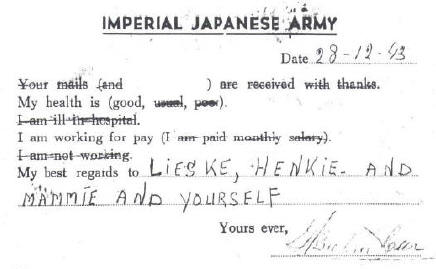 IMPERIAL JAPANESE ARMY
Date 28-12-43
Your mails (and ) are received with thanks.
My health is (good, usual, poor).
I am ill in hospital.
I am working for pay (I am paid monthly salary).
I am not working.
My best regards to LIESKE, HENKIE- AND
MAMMIE AND YOURSELF
Yours ever,